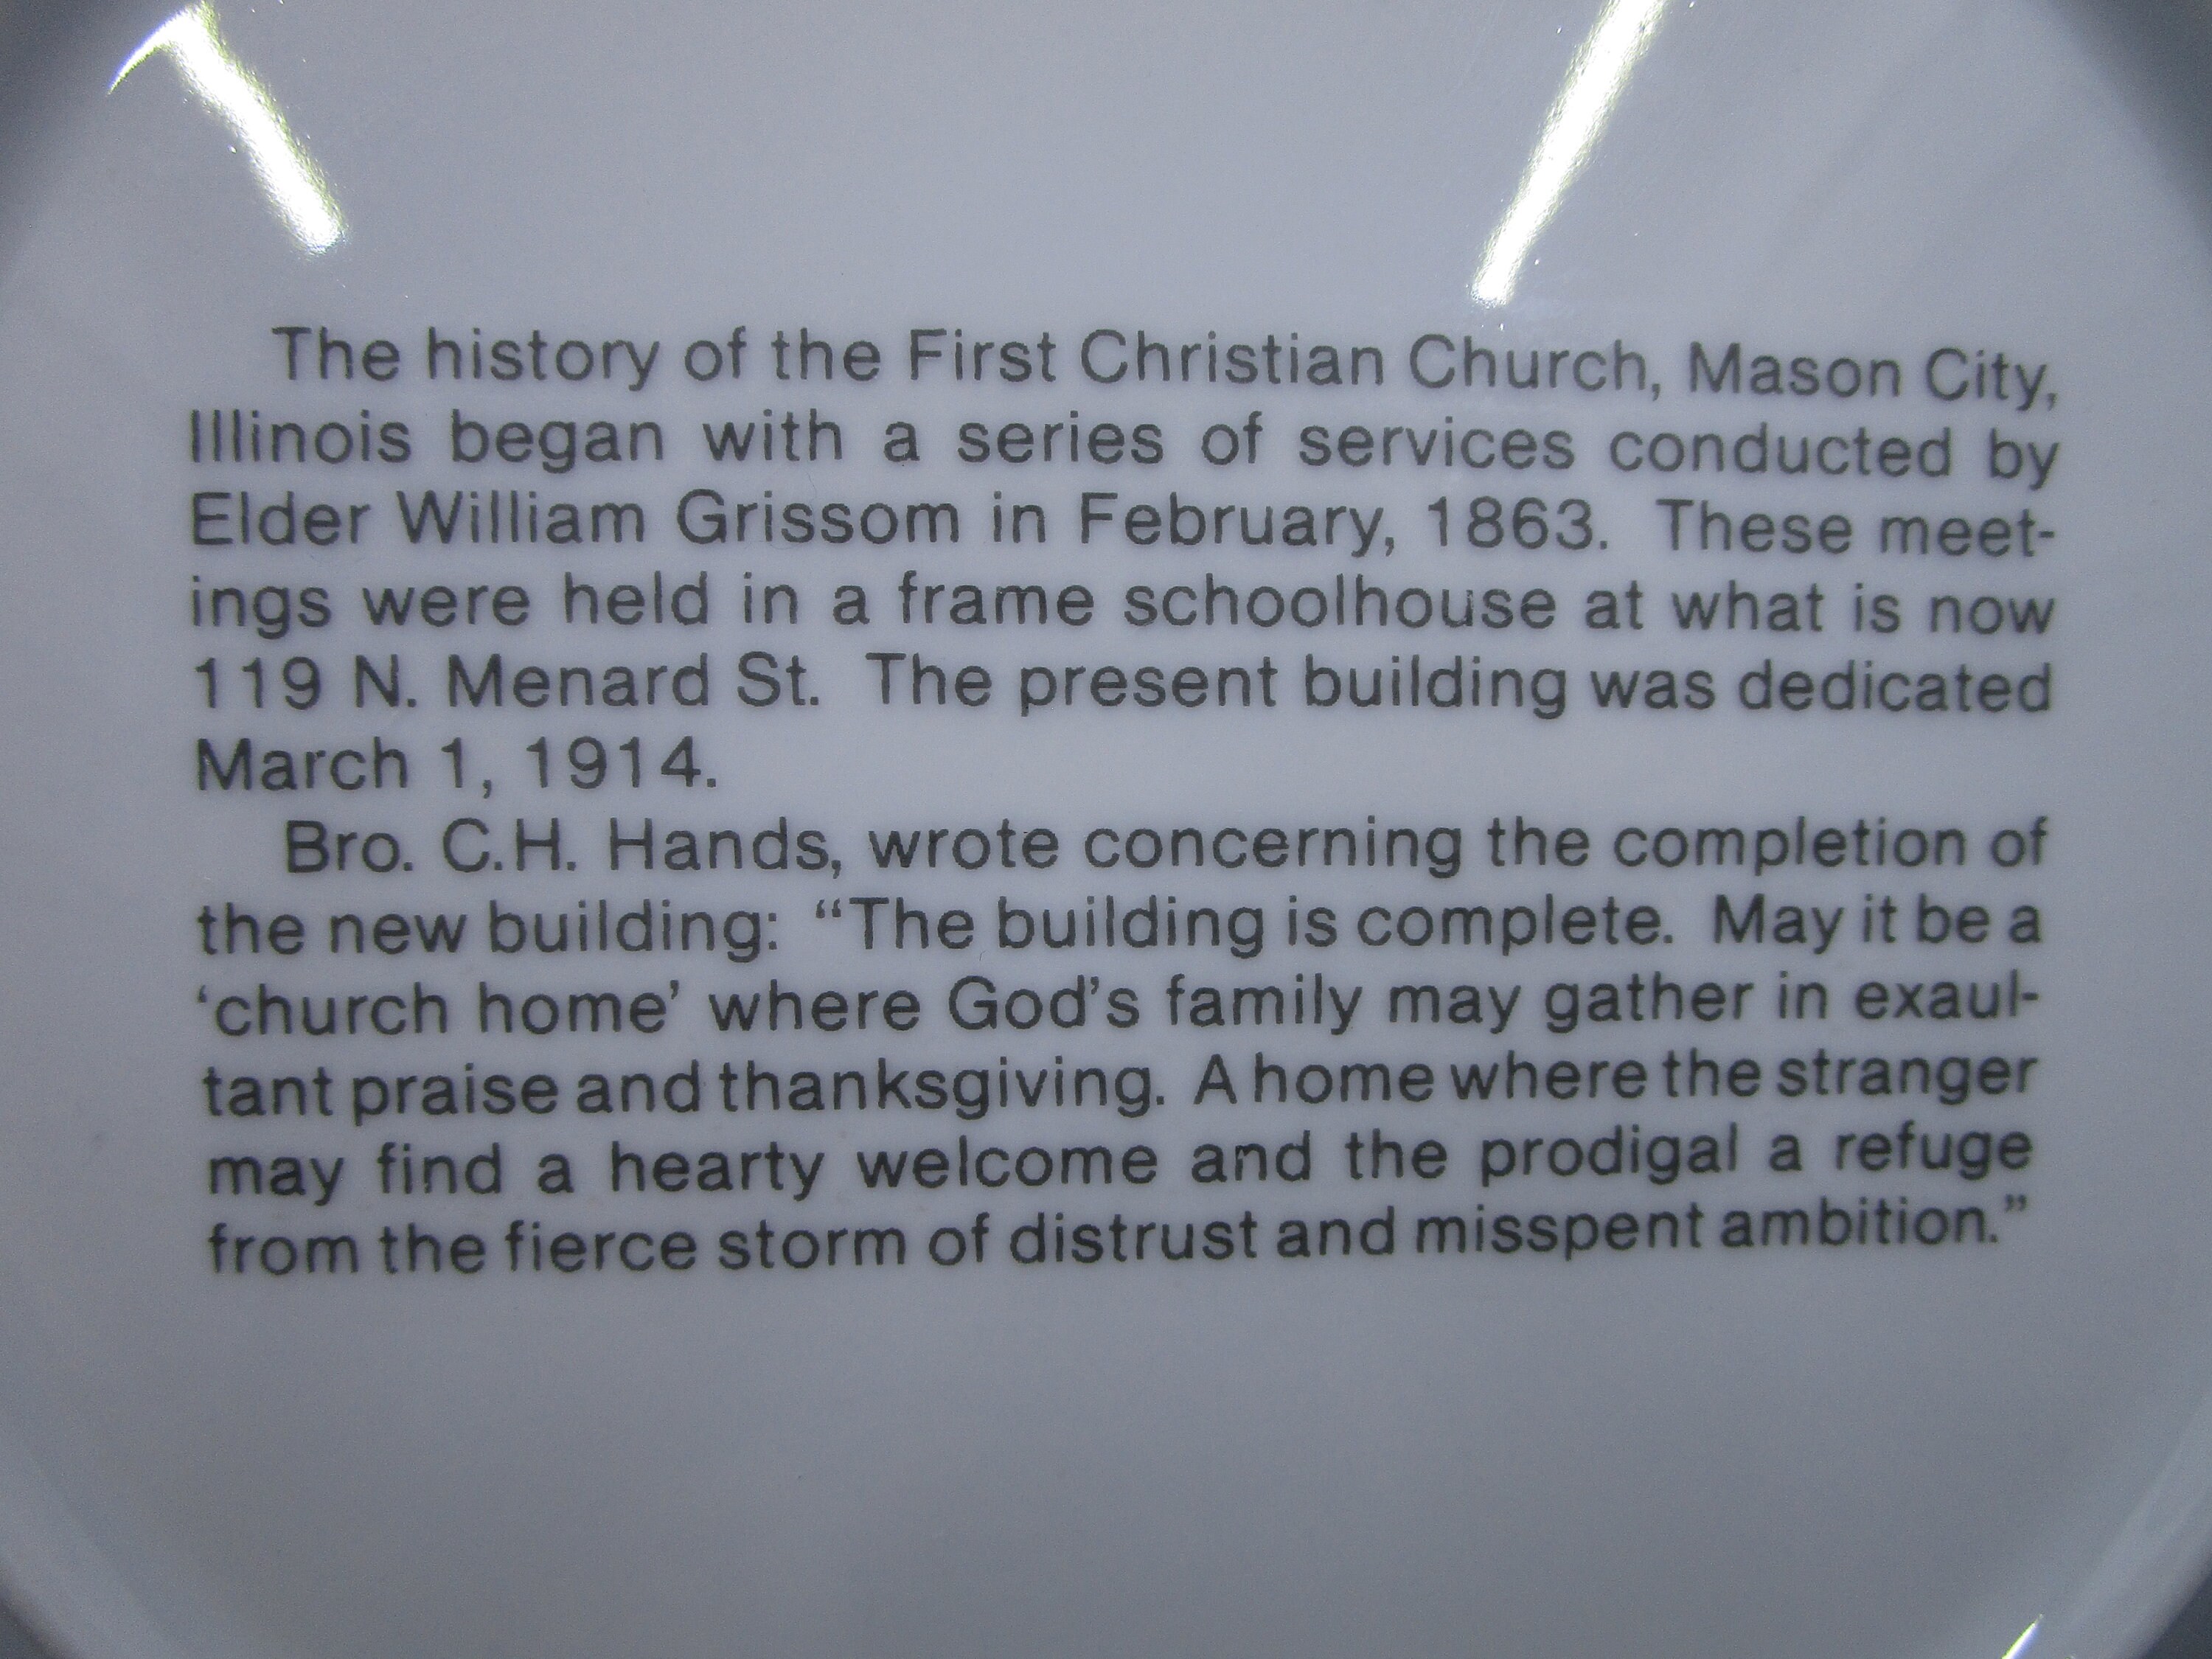 The history of the First Christian Church, Mason City,
Illinois began with a series of services conducted by
Elder William Grissom in February, 1863. These meet-
ings were held in a frame schoolhouse at what is now
119 N. Menard St. The present building was dedicated
March 1, 1914.
Bro. C.H. Hands, wrote concerning the completion of
the new building: “The building is complete. May it be a
‘church home’ where God’s family may gather in exaul-
tant praise and thanksgiving. A home where the stranger
may find a hearty welcome and the prodigal a refuge
from the fierce storm of distrust and misspent ambition.”